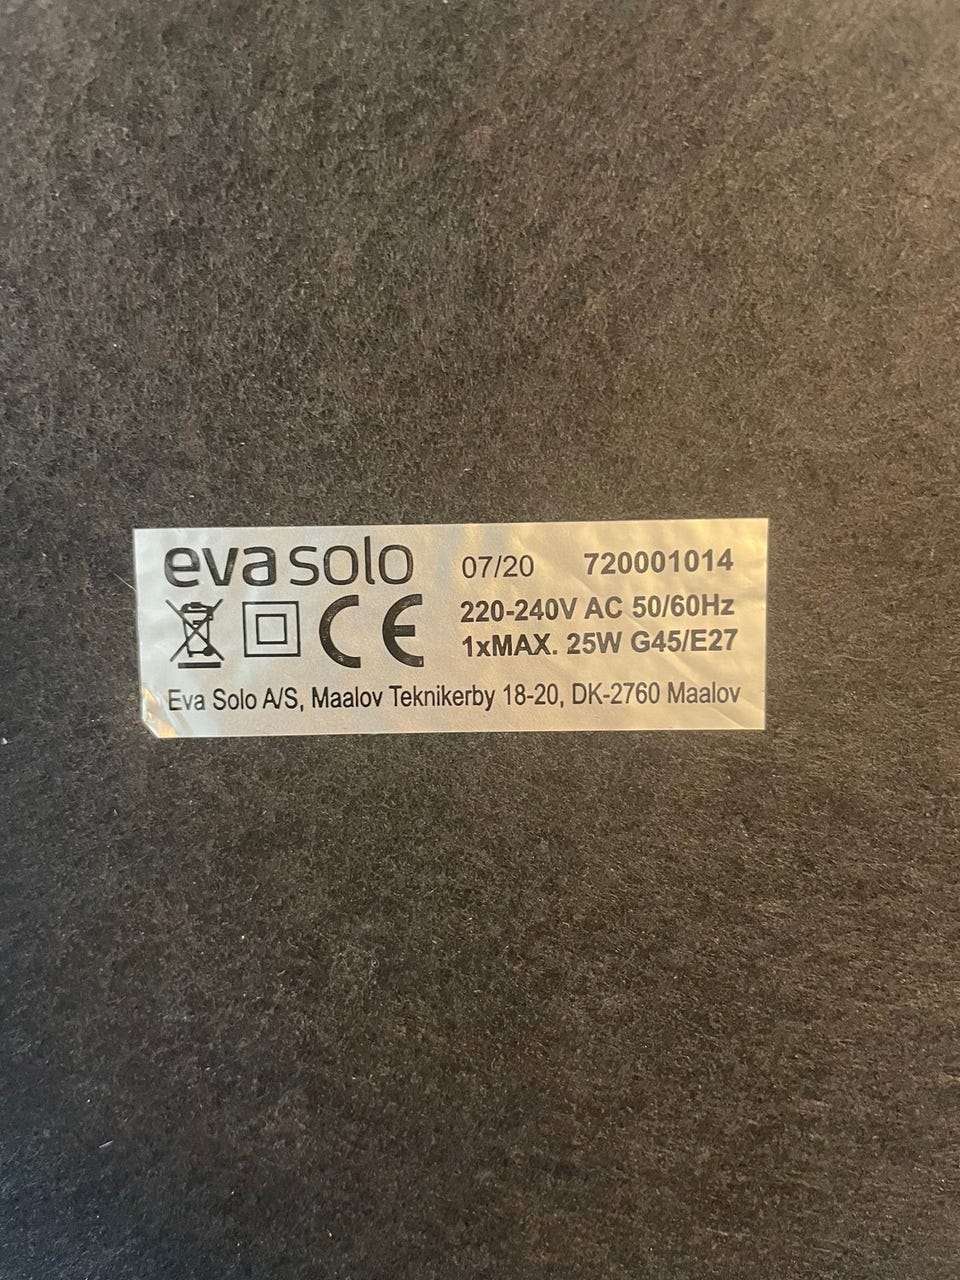 eva solo 07/20 720001014
CE 220-240V AC 50/60Hz
1xMAX. 25W G45/E27
Eva Solo A/S, Maalov Teknikerby 18-20, DK-2760 Maalov